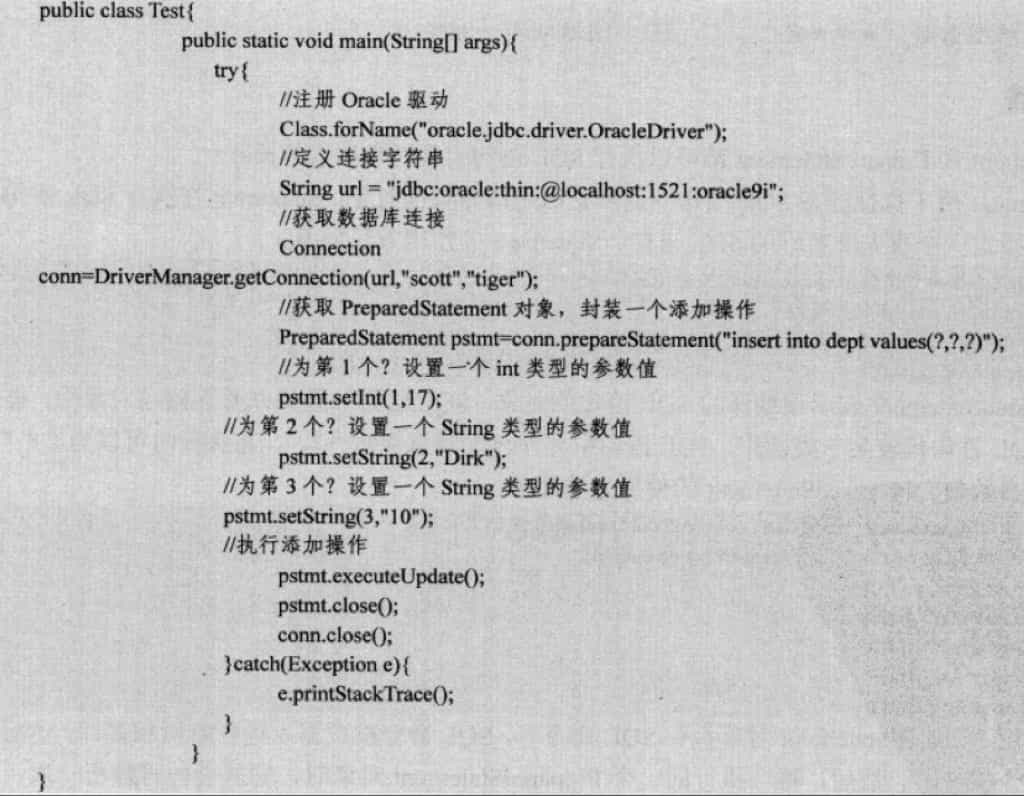 public class Test{
public static void main(String[] args){
try{
//注册 Oracle 驱动
Class.forName("oracle.jdbc.driver.OracleDriver");
//定义连接字符串
String url = "jdbc:oracle:thin:@localhost:1521:oracle9i";
//获取数据库连接
Connection
conn=DriverManager.getConnection(url,"scott","tiger");
//获取 PreparedStatement 对象，封装一个添加操作
PreparedStatement pstmt=conn.prepareStatement("insert into dept values(?,?,?)");
//为第 1 个？设置一个 int 类型的参数值
pstmt.setInt(1,17);
//为第 2 个？设置一个 String 类型的参数值
pstmt.setString(2,"Dirk");
//为第 3 个？设置一个 String 类型的参数值
pstmt.setString(3,"10");
//执行添加操作
pstmt.executeUpdate();
pstmt.close();
conn.close();
}catch(Exception e){
e.printStackTrace();
}
}
}